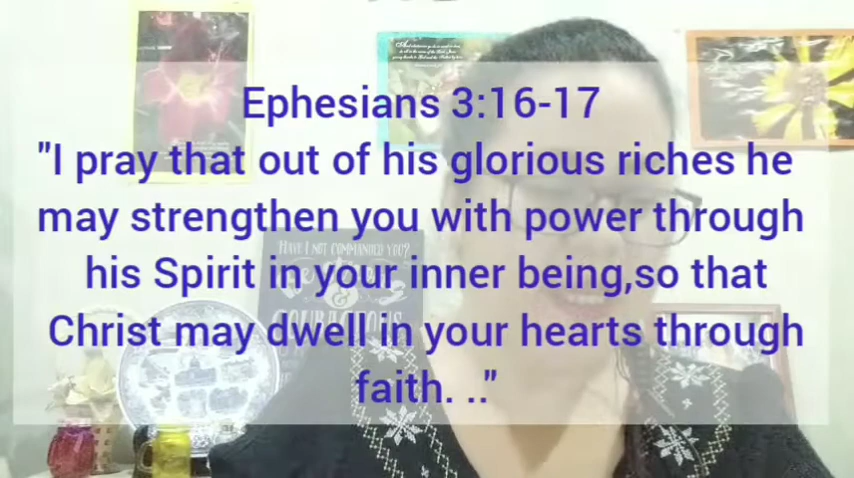 Ephesians 3:16-17
"I pray that out of his glorious riches he
may strengthen you with power through
his Spirit in your inner being,so that
Christ may dwell in your hearts through
faith. .."
HAVE I NOT COMMANDED YOU?
&
COURAGEOUS